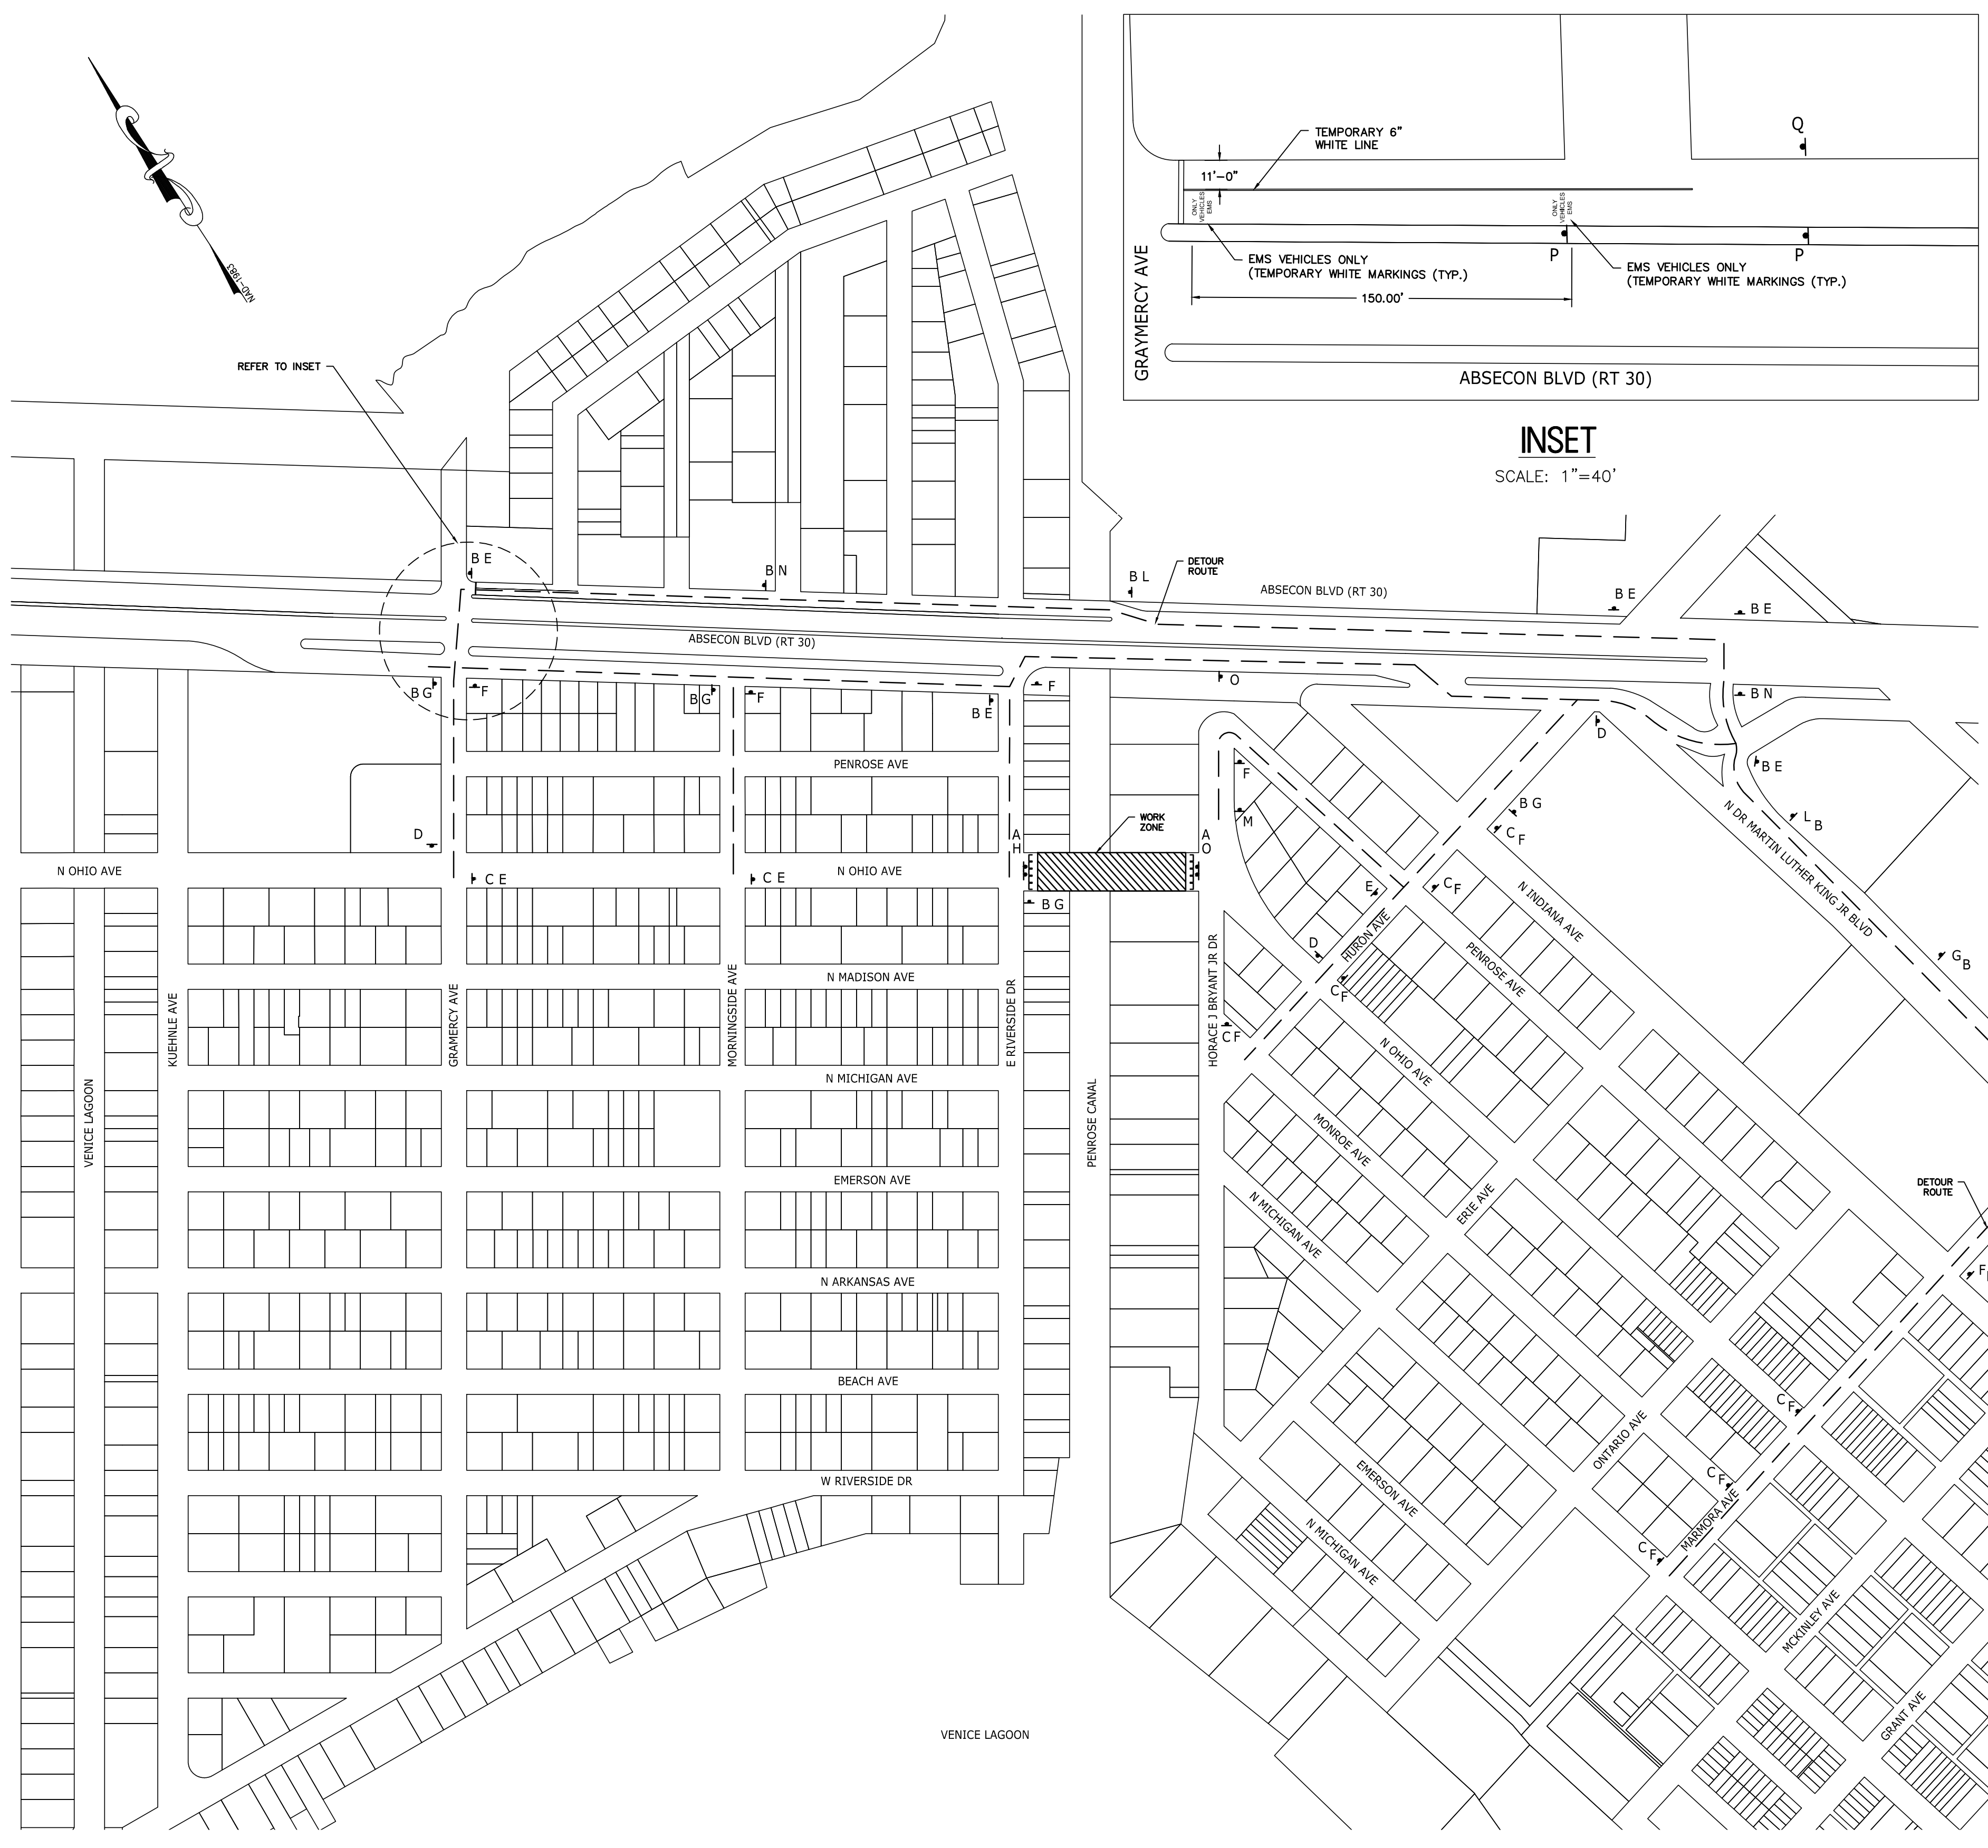 NAD-1983
REFER TO INSET
TEMPORARY 6"
WHITE LINE
Q
11'-0"
ONLY
VEHICLES
EMS
ONLY
VEHICLES
EMS
P
P
EMS VEHICLES ONLY
(TEMPORARY WHITE MARKINGS (TYP.)
EMS VEHICLES ONLY
(TEMPORARY WHITE MARKINGS (TYP.)
150.00'
GRAYMERCY AVE
ABSECON BLVD (RT 30)
INSET
SCALE: 1"=40'
B E
B N
B L
DETOUR
ROUTE
ABSECON BLVD (RT 30)
B E
B E
ABSECON BLVD (RT 30)
B G
F
B G
F
B E
F
O
B N
D
B E
PENROSE AVE
F
M
B G
C F
L B
N DR MARTIN LUTHER KING JR BLVD
D
WORK
ZONE
A
H
A
O
N OHIO AVE
C E
C E
N OHIO AVE
B G
E
C F
N INDIANA AVE
HURON AVE
D
PENROSE AVE
G B
C F
C F
N MADISON AVE
KUEHNLE AVE
GRAMERCY AVE
MORNINGSIDE AVE
E RIVERSIDE DR
HORACE J BRYANT JR DR
N OHIO AVE
N MICHIGAN AVE
VENICE LAGOON
PENROSE CANAL
MONROE AVE
EMERSON AVE
N MICHIGAN AVE
ERIE AVE
DETOUR
ROUTE
F
N ARKANSAS AVE
BEACH AVE
C F
ONTARIO AVE
W RIVERSIDE DR
EMERSON AVE
C F
MARMORA AVE
N MICHIGAN AVE
C F
MCKINLEY AVE
GRANT AVE
VENICE LAGOON